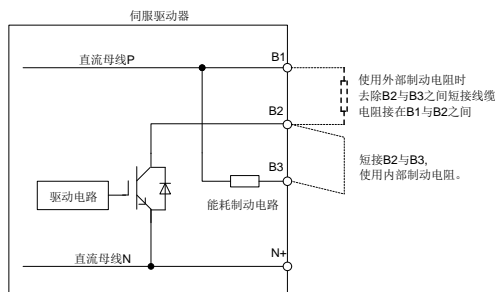 伺服驱动器
直流母线P
B1
使用外部制动电阻时
去除B2与B3之间短接线缆
电阻接在B1与B2之间
B2
B3
短接B2与B3,
使用内部制动电阻。
驱动电路
能耗制动电路
直流母线N
N+